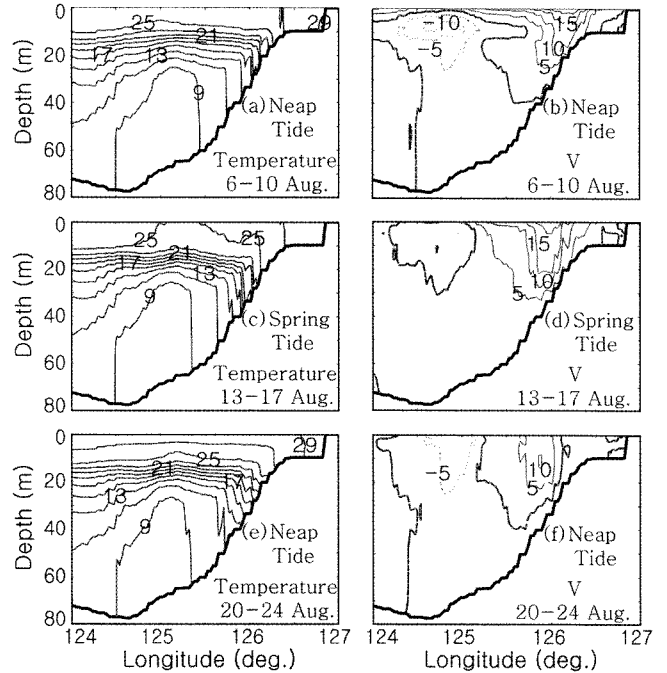 0
20
40
60
80
Depth (m)
25
29
21
17
13
9
(a)Neap
Tide
Temperature
6-10 Aug.
-10
-5
15
10
5
(b)Neap
Tide
V
6-10 Aug.
0
20
40
60
80
Depth (m)
25
25
21
17
13
9
(c)Spring
Tide
Temperature
13-17 Aug.
15
10
5
(d)Spring
Tide
V
13-17 Aug.
0
20
40
60
80
Depth (m)
29
25
21
17
13
9
(e)Neap
Tide
Temperature
20-24 Aug.
-5
10
5
(f)Neap
Tide
V
20-24 Aug.
124 125 126 127
Longitude (deg.)
124 125 126 127
Longitude (deg.)